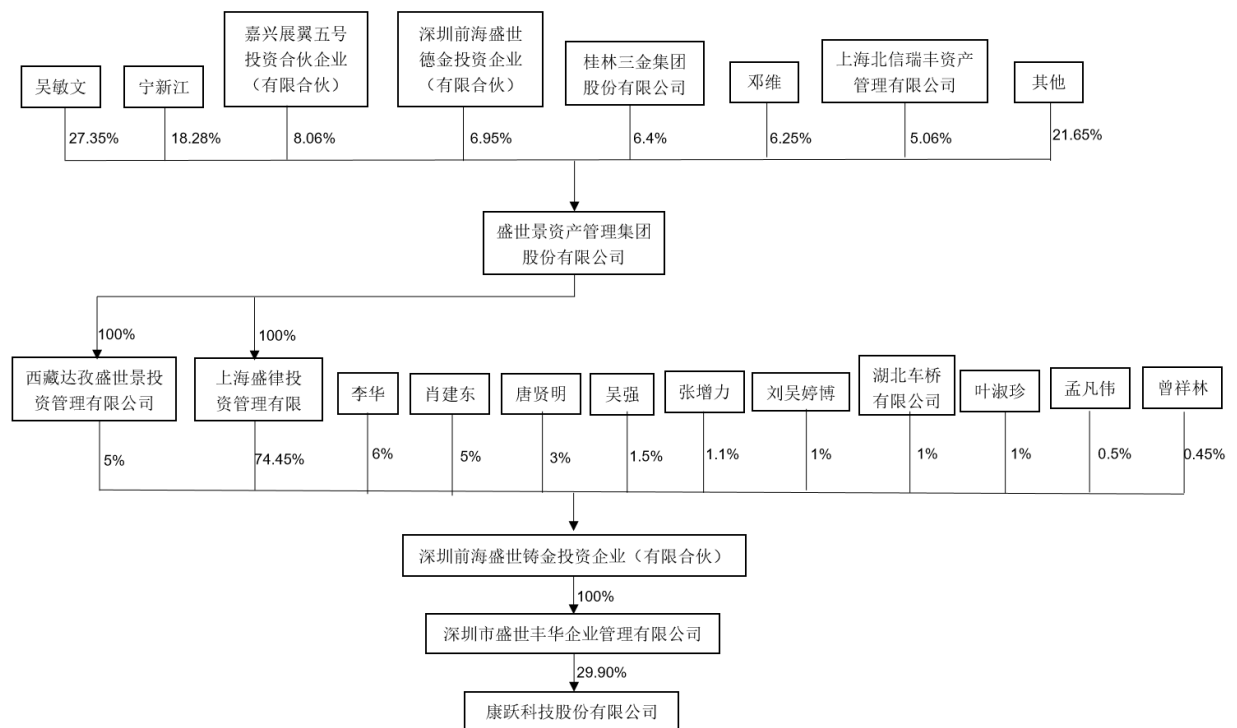 嘉兴展翼五号
投资合伙企业
（有限合伙）
深圳前海盛世
德金投资企业
（有限合伙）
吴敏文
宁新江
桂林三金集团
股份有限公司
邓维
上海北信瑞丰资产
管理有限公司
其他
27.35%
18.28%
8.06%
6.95%
6.4%
6.25%
5.06%
21.65%
盛世景资产管理集团
股份有限公司
100%
100%
西藏达孜盛世景投
资管理有限公司
上海盛律投
资管理有限
李华
肖建东
唐贤明
吴强
张增力
刘吴婷博
湖北车桥
有限公司
叶淑珍
孟凡伟
曾祥林
5%
74.45%
6%
5%
3%
1.5%
1.1%
1%
1%
1%
0.5%
0.45%
深圳前海盛世铸金投资企业（有限合伙）
100%
深圳市盛世丰华企业管理有限公司
29.90%
康跃科技股份有限公司